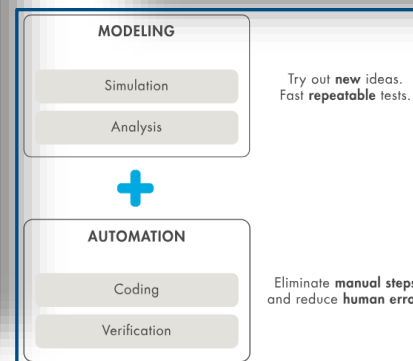 MODELING
Simulation
Analysis
Try out new ideas.
Fast repeatable tests.
+
AUTOMATION
Coding
Verification
Eliminate manual steps
and reduce human erro